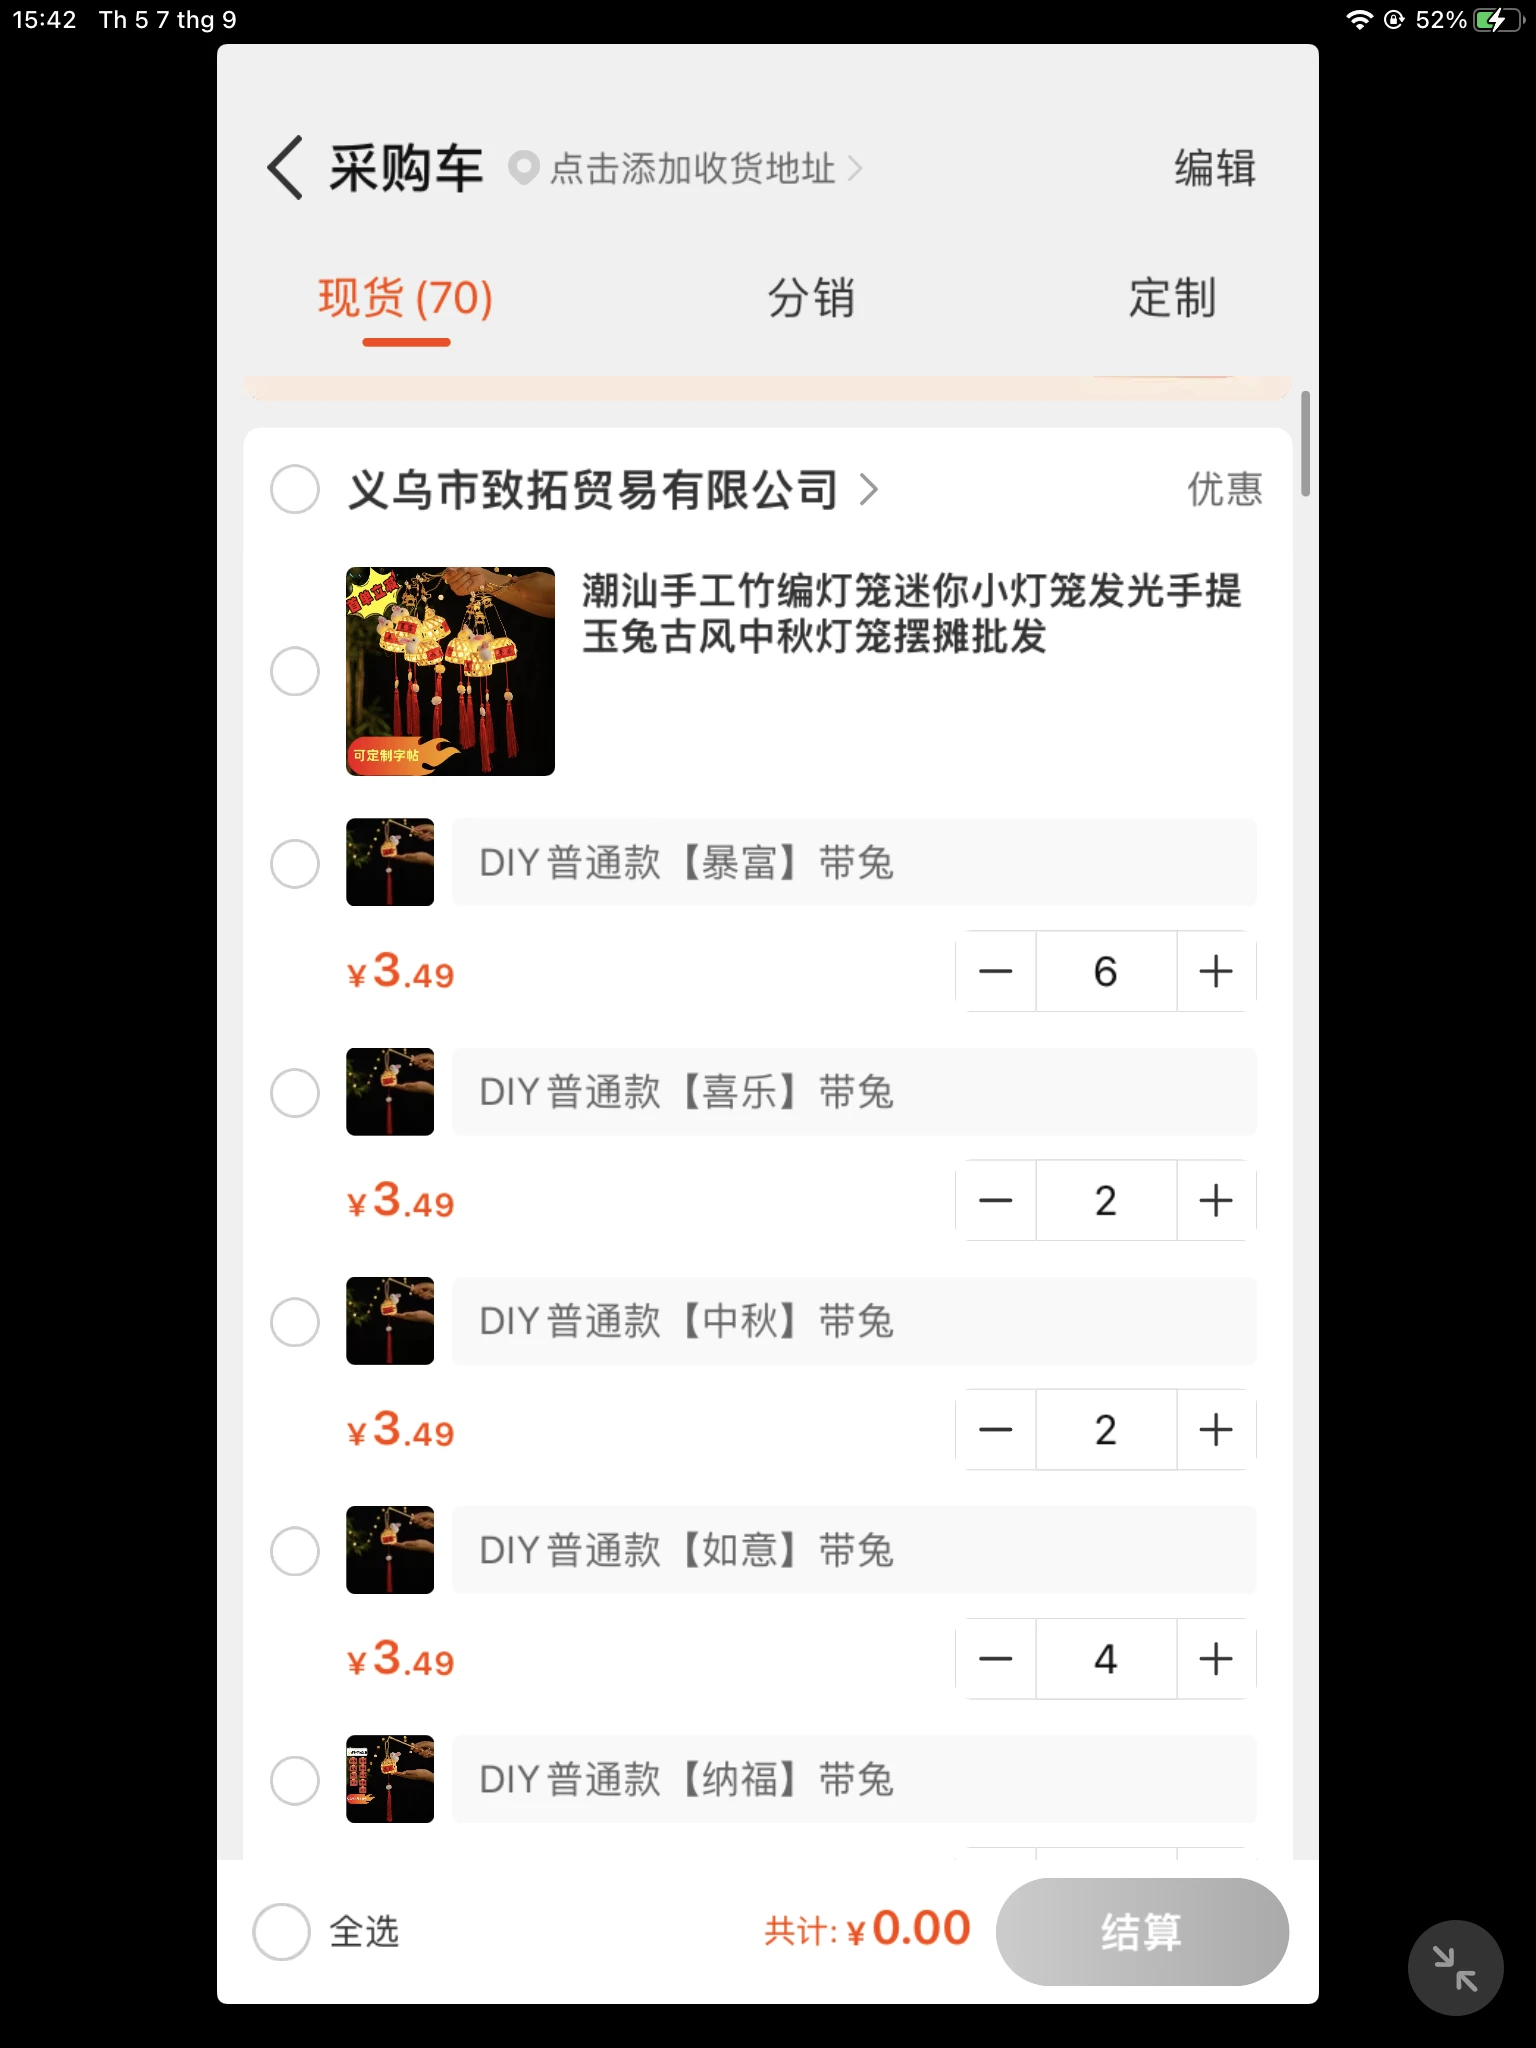 15:42 Th 5 7 thg 9
52%
采购车 点击添加收货地址
编辑
现货 (70)
分销
定制
义乌市致拓贸易有限公司
优惠
潮汕手工竹编灯笼迷你小灯笼发光手提
玉兔古风中秋灯笼摆摊批发
首单立减
可定制字帖
DIY普通款【暴富】带兔
¥3.49
6
DIY普通款【喜乐】带兔
¥3.49
2
DIY普通款【中秋】带兔
¥3.49
2
DIY普通款【如意】带兔
¥3.49
4
DIY普通款【纳福】带兔
全选
共计: ¥0.00
结算